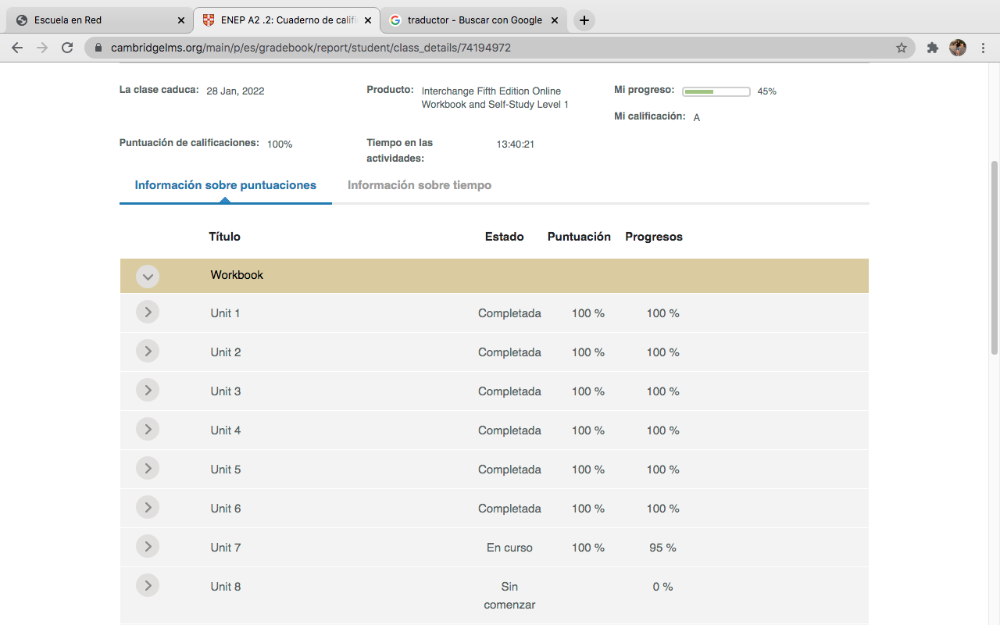 Escuela en Red
ENEP A2 .2: Cuaderno de califi
traductor - Buscar con Google
cambridgelms.org/main/p/es/gradebook/report/student/class_details/74194972
La clase caduca: 28 Jan, 2022
Producto: Interchange Fifth Edition Online
Workbook and Self-Study Level 1
Mi progreso: 45%
Mi calificación: A
Puntuación de calificaciones: 100%
Tiempo en las
actividades:
13:40:21
Información sobre puntuaciones
Información sobre tiempo
Título Estado Puntuación Progresos
Workbook
Unit 1 Completada 100 % 100 %
Unit 2 Completada 100 % 100 %
Unit 3 Completada 100 % 100 %
Unit 4 Completada 100 % 100 %
Unit 5 Completada 100 % 100 %
Unit 6 Completada 100 % 100 %
Unit 7 En curso 100 % 95 %
Unit 8 Sin 0 %
comenzar